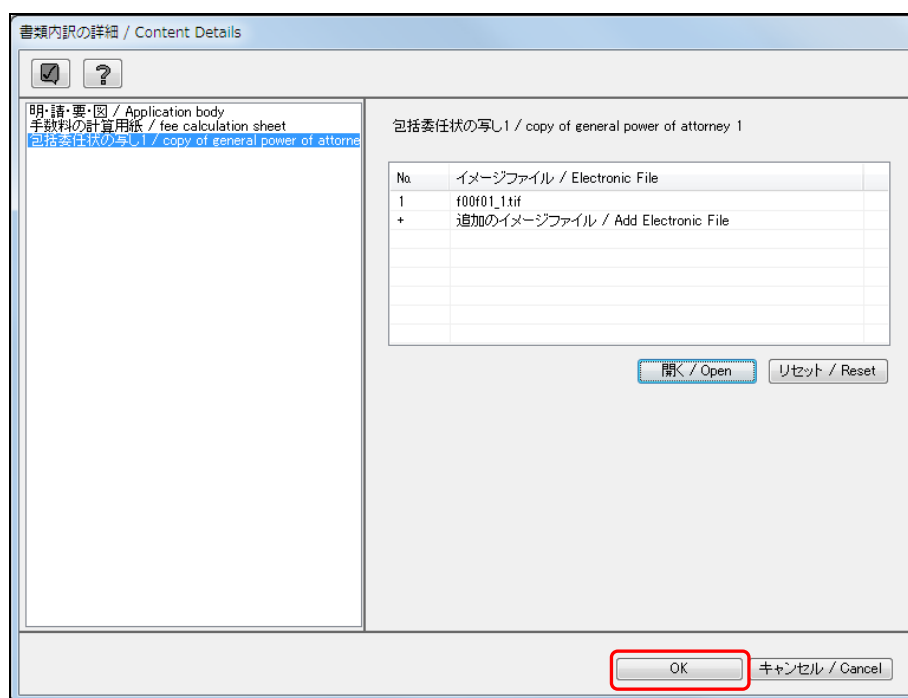 書類内訳の詳細 / Content Details
?
明・請・要・図 / Application body
手数料の計算用紙 / fee calculation sheet
包括委任状の写し1 / copy of general power of attorne
包括委任状の写し1 / copy of general power of attorney 1
No. イメージファイル / Electronic File
1 f00f01_1.tif
+ 追加のイメージファイル / Add Electronic File
開く / Open リセット / Reset
OK キャンセル / Cancel